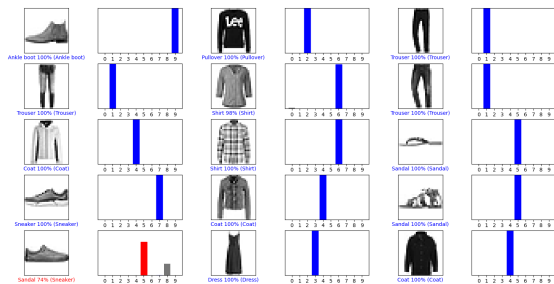 0 1 2 3 4 5 6 7 8 9 Lee 0 1 2 3 4 5 6 7 8 9 0 1 2 3 4 5 6 7 8 9
Ankle boot 100% (Ankle boot) Pullover 100% (Pullover) Trouser 100% (Trouser)
0 1 2 3 4 5 6 7 8 9 0 1 2 3 4 5 6 7 8 9 0 1 2 3 4 5 6 7 8 9
Trouser 100% (Trouser) Shirt 98% (Shirt) Trouser 100% (Trouser)
0 1 2 3 4 5 6 7 8 9 0 1 2 3 4 5 6 7 8 9 0 1 2 3 4 5 6 7 8 9
Coat 100% (Coat) Shirt 100% (Shirt) Sandal 100% (Sandal)
0 1 2 3 4 5 6 7 8 9 0 1 2 3 4 5 6 7 8 9 0 1 2 3 4 5 6 7 8 9
Sneaker 100% (Sneaker) Coat 100% (Coat) Sandal 100% (Sandal)
0 1 2 3 4 5 6 7 8 9 0 1 2 3 4 5 6 7 8 9 0 1 2 3 4 5 6 7 8 9
Sandal 74% (Sneaker) Dress 100% (Dress) Coat 100% (Coat)